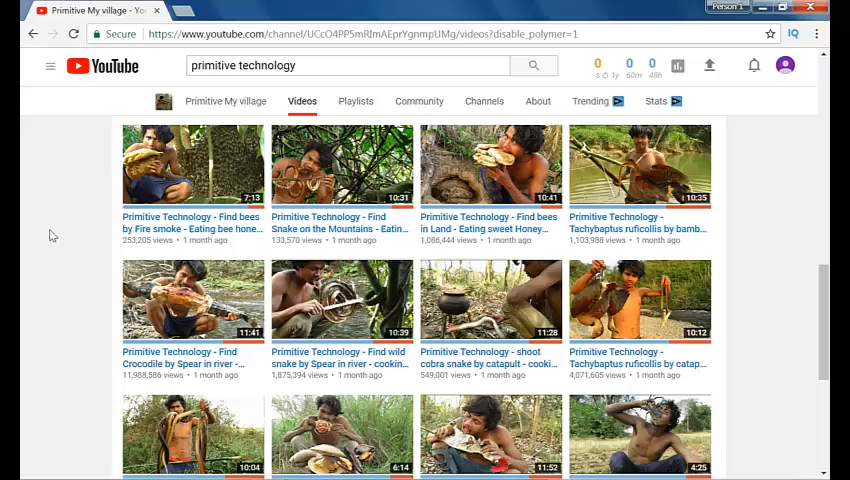 Primitive My village - Yo
Person 1
Secure
https://www.youtube.com/channel/UCcO4PP5mRImAEprYgnmpUMg/videos?disable_polymer=1
IQ
YouTube
primitive technology
0 0 0
1y 60m 48h
Primitive My village Videos Playlists Community Channels About Trending Stats
7:13 10:31 10:41 10:35
Primitive Technology - Find bees
by Fire smoke - Eating bee hone...
253,205 views • 1 month ago
Primitive Technology - Find
Snake on the Mountains - Eatin...
133,570 views • 1 month ago
Primitive Technology - Find bees
in Land - Eating sweet Honey...
1,086,444 views • 1 month ago
Primitive Technology -
Tachybaptus ruficollis by bamb...
1,103,988 views • 1 month ago
11:41 10:39 11:28 10:12
Primitive Technology - Find
Crocodile by Spear in river -...
11,988,586 views • 1 month ago
Primitive Technology - Find wild
snake by Spear in river - cookin...
1,875,394 views • 1 month ago
Primitive Technology - shoot
cobra snake by catapult - cooki...
549,001 views • 1 month ago
Primitive Technology -
Tachybaptus ruficollis by catap...
4,071,605 views • 1 month ago
10:04 6:14 11:52 4:25